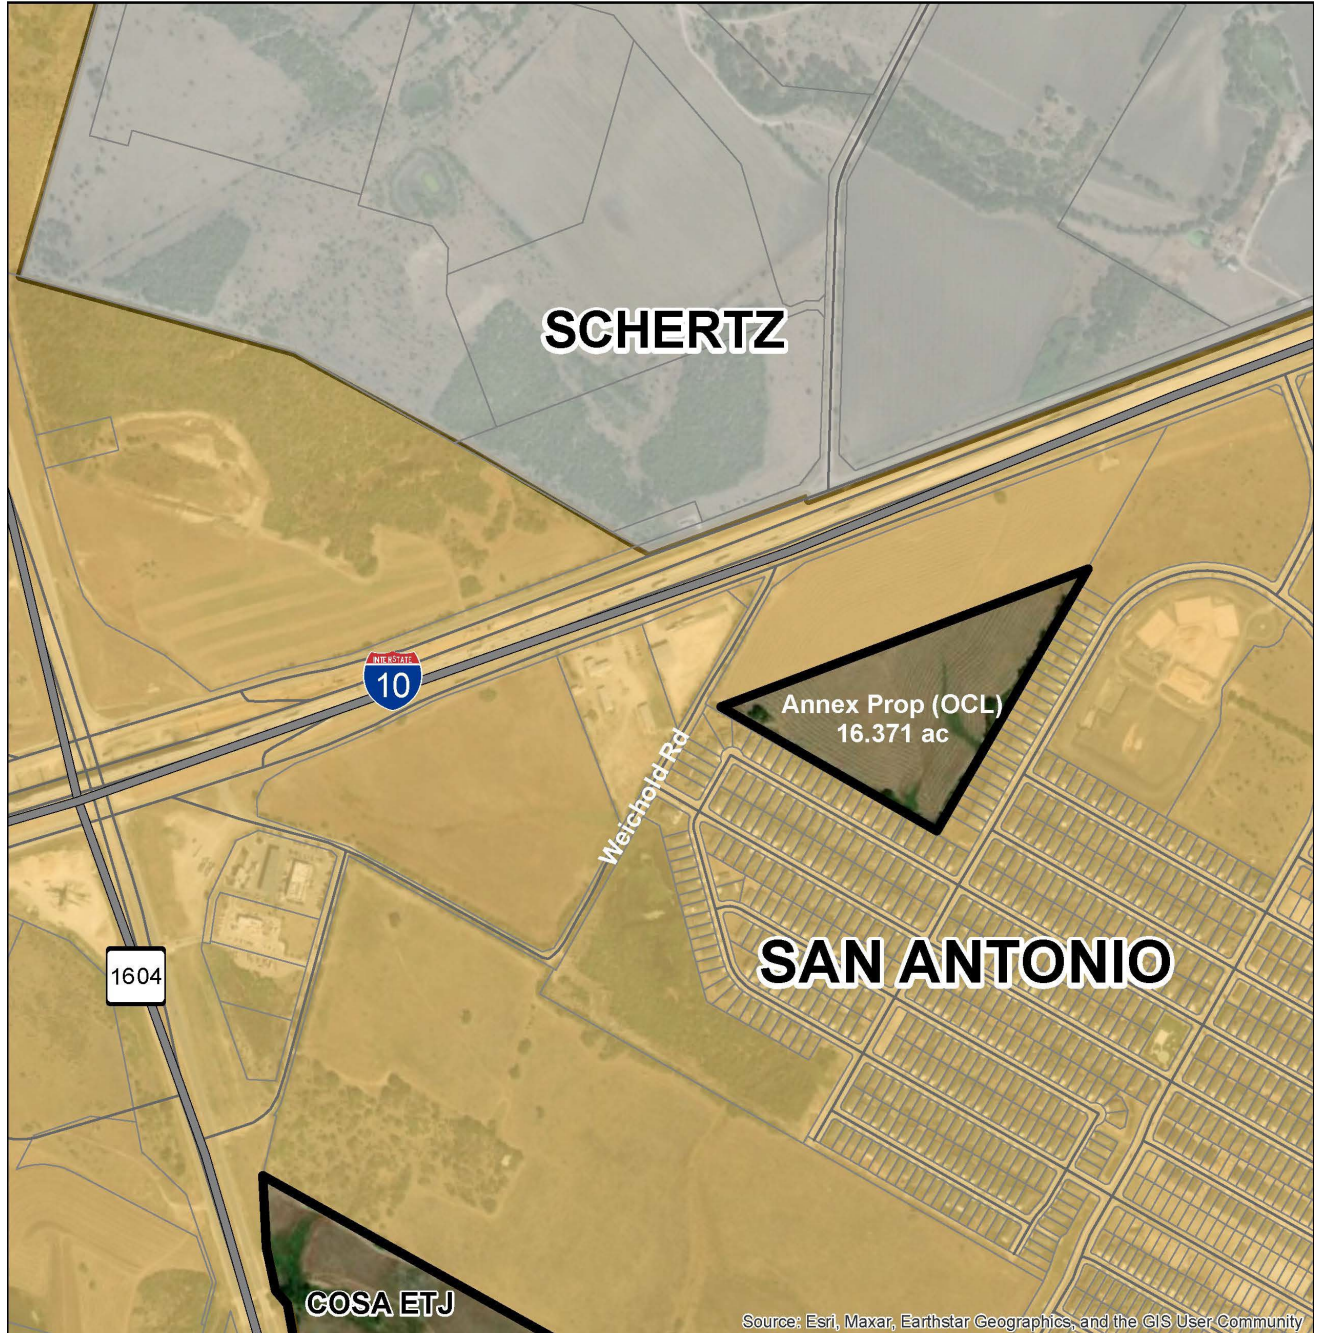 SCHERTZ
INTERSTATE
10
Annex Prop (OCL)
16.371 ac
Weichold Rd
SAN ANTONIO
1604
COSA ETJ
Source: Esri, Maxar, Earthstar Geographics, and the GIS User Community